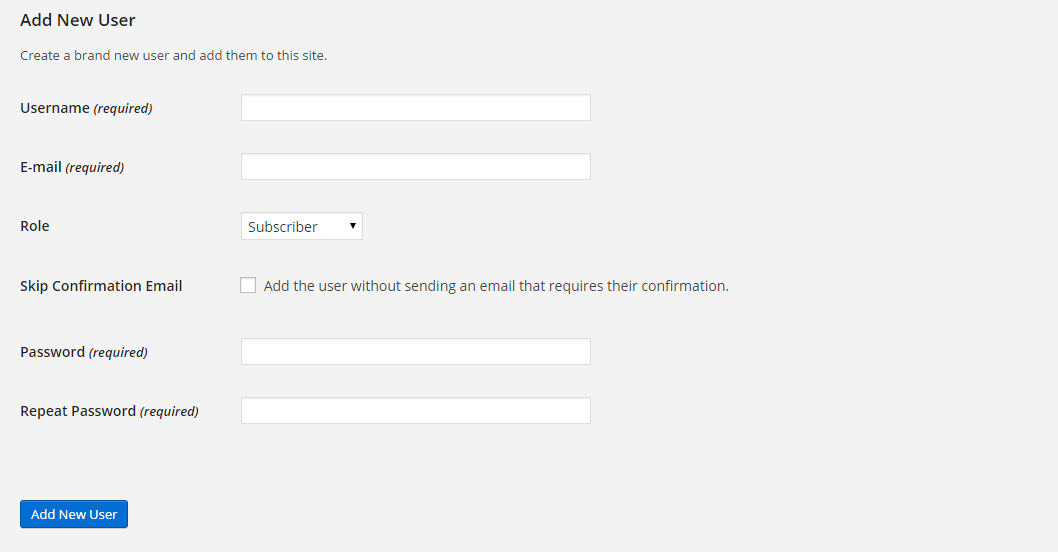 Add New User
Create a brand new user and add them to this site.
Username (required)
E-mail (required)
Role Subscriber
Skip Confirmation Email Add the user without sending an email that requires their confirmation.
Password (required)
Repeat Password (required)
Add New User